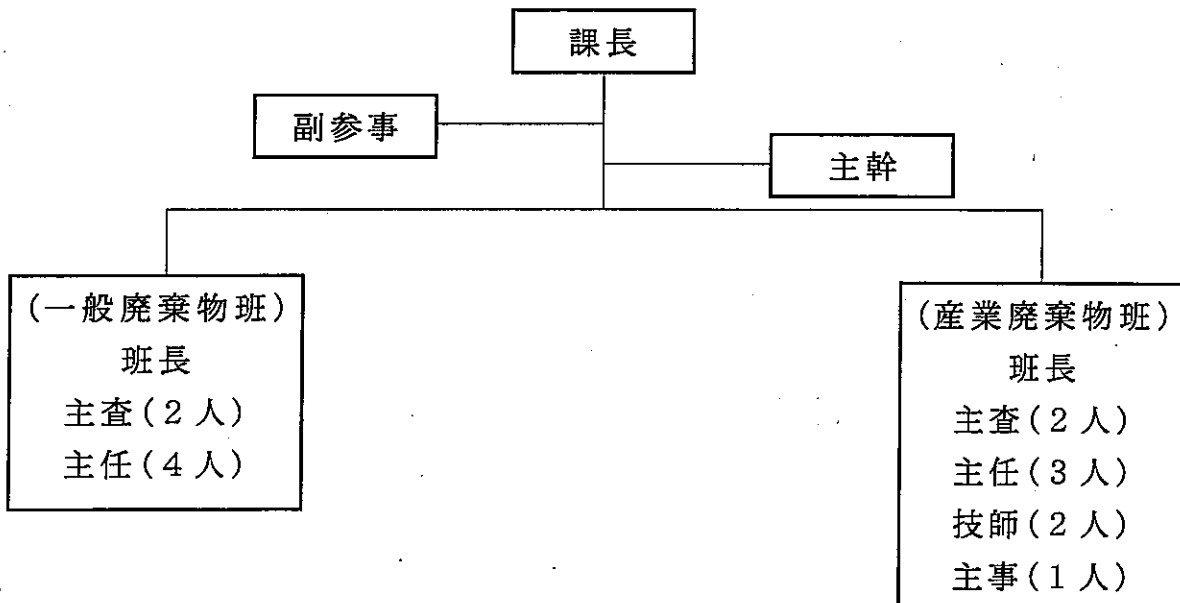 課長
副参事
主幹
(一般廃棄物班)
班長
主査(2人)
主任(4人)
(産業廃棄物班)
班長
主査(2人)
主任(3人)
技師(2人)
主事(1人)